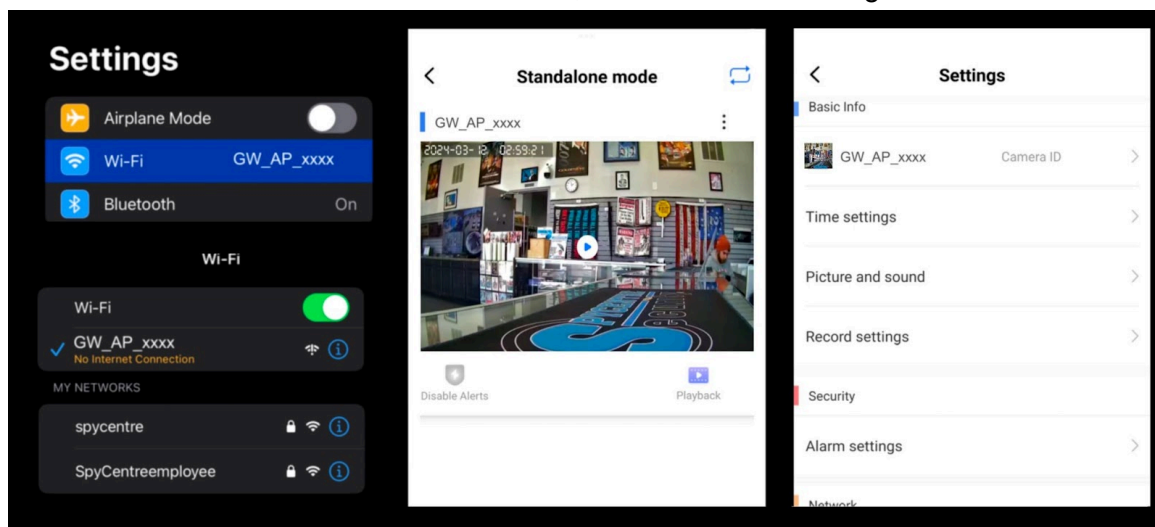 Settings
Airplane Mode
Wi-Fi GW_AP_xxxx
Bluetooth On
Wi-Fi
Wi-Fi
GW_AP_xxxx
No Internet Connection
MY NETWORKS
spycentre
SpyCentreemployee
Standalone mode
GW_AP_xxxx
2024-03-12 02:59:21
Disable Alerts
Playback
Settings
Basic Info
GW_AP_xxxx Camera ID
Time settings
Picture and sound
Record settings
Security
Alarm settings
Network